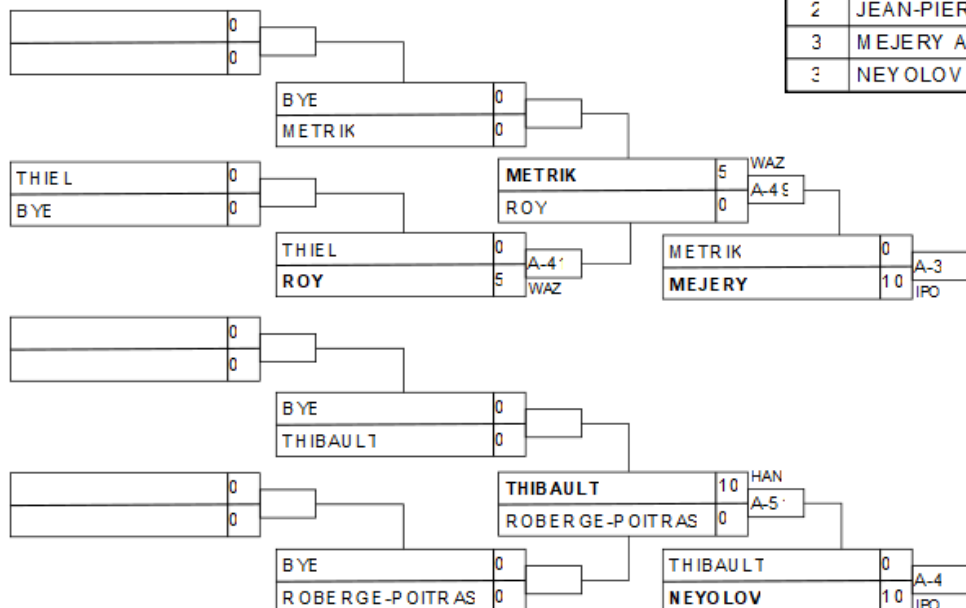 2 JEAN-PIER
3 MEJERY A
3 NEYOLOV
0
0
BYE 0
METRIK 0
THIEL 0
BYE 0
METRIK 5 WAZ
ROY 0 A-49
THIEL 0
ROY 5 A-41 WAZ
METRIK 0 A-3
MEJERY 10 IPO
0
0
BYE 0
THIBAULT 0
0
0
THIBAULT 10 HAN
ROBERGE-POITRAS 0 A-51
BYE 0
ROBERGE-POITRAS 0
THIBAULT 0 A-4
NEYOLOV 10 IPO